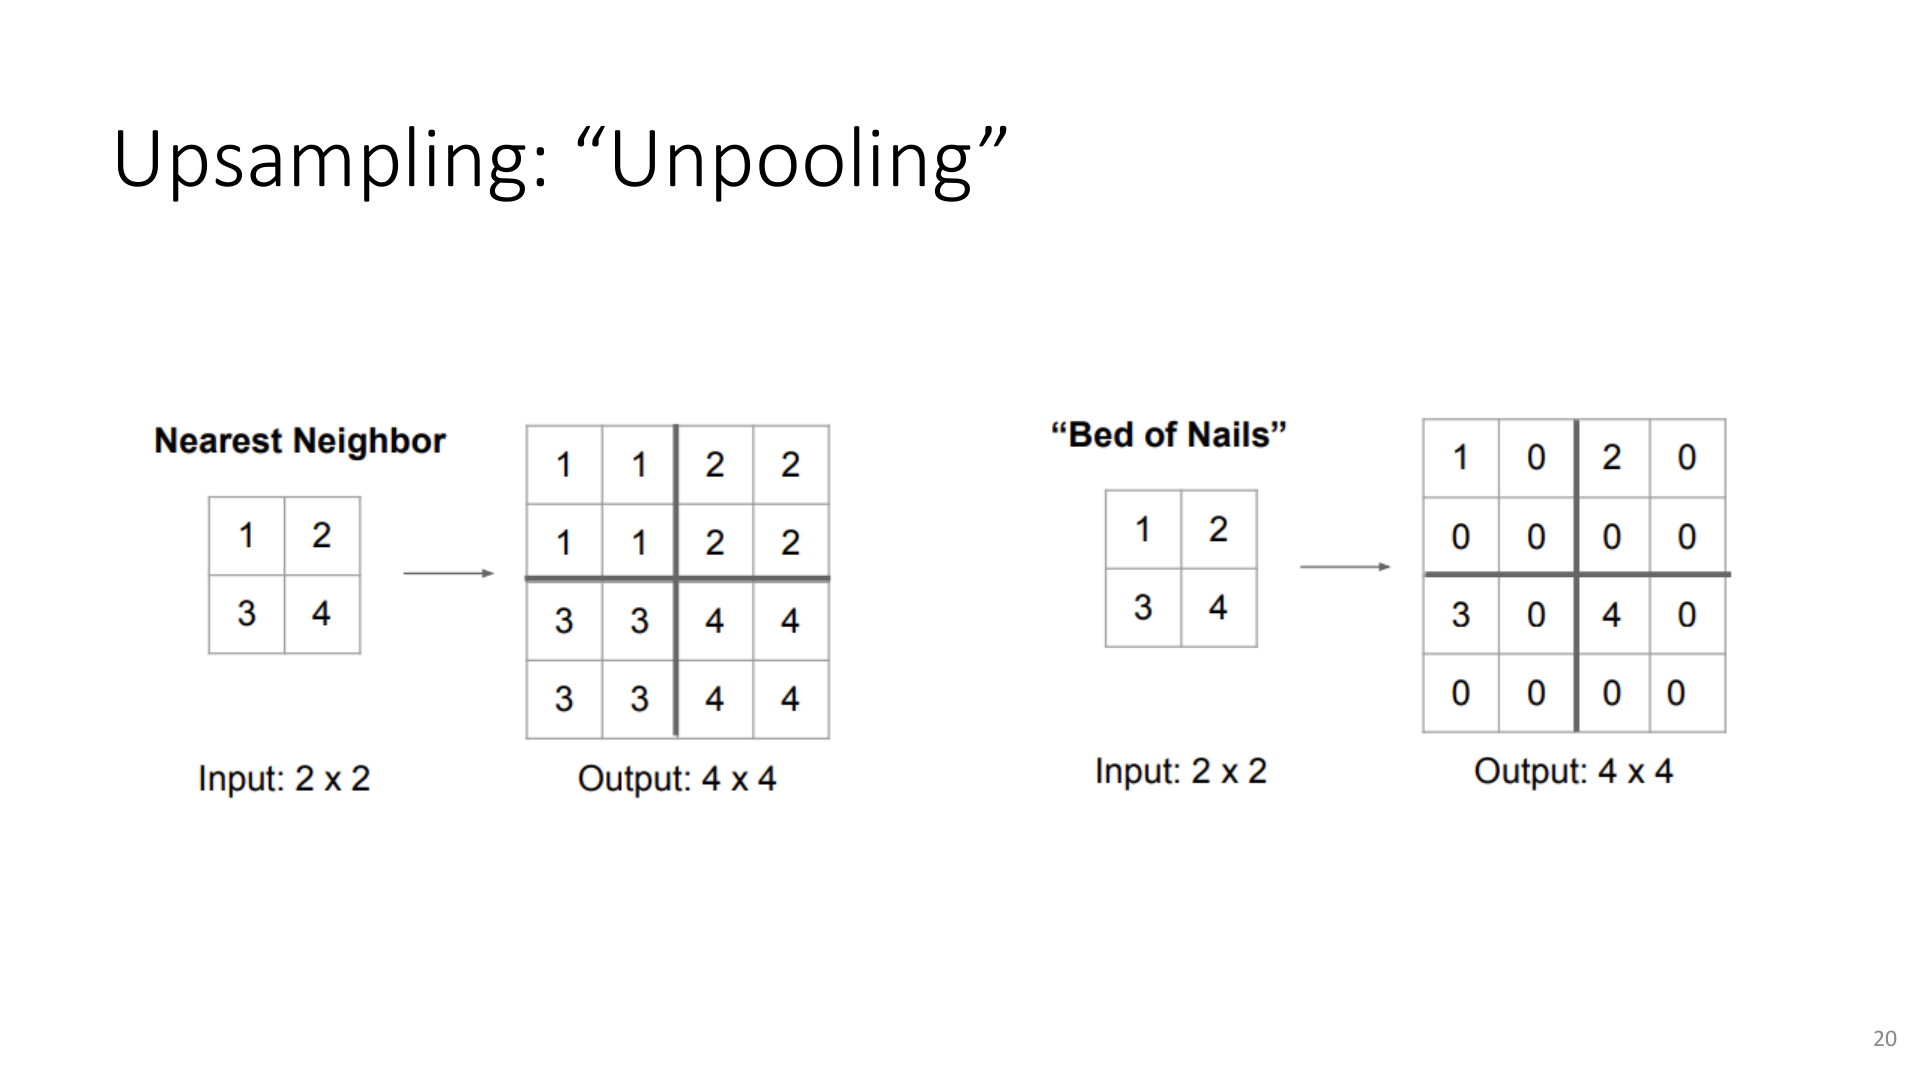 Upsampling: “Unpooling”
Nearest Neighbor
1 2
3 4
Input: 2 x 2
1 1 2 2
1 1 2 2
3 3 4 4
3 3 4 4
Output: 4 x 4
“Bed of Nails”
1 2
3 4
Input: 2 x 2
1 0 2 0
0 0 0 0
3 0 4 0
0 0 0 0
Output: 4 x 4
20